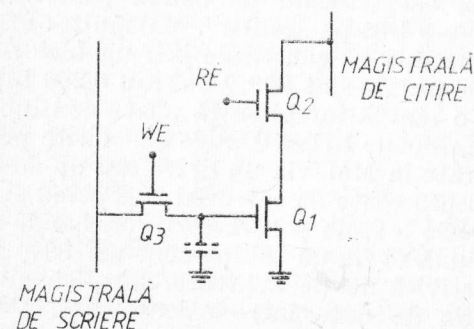 RE
Q2
MAGISTRALĂ
DE CITIRE
WE
Q3
Q1
MAGISTRALĂ
DE SCRIERE